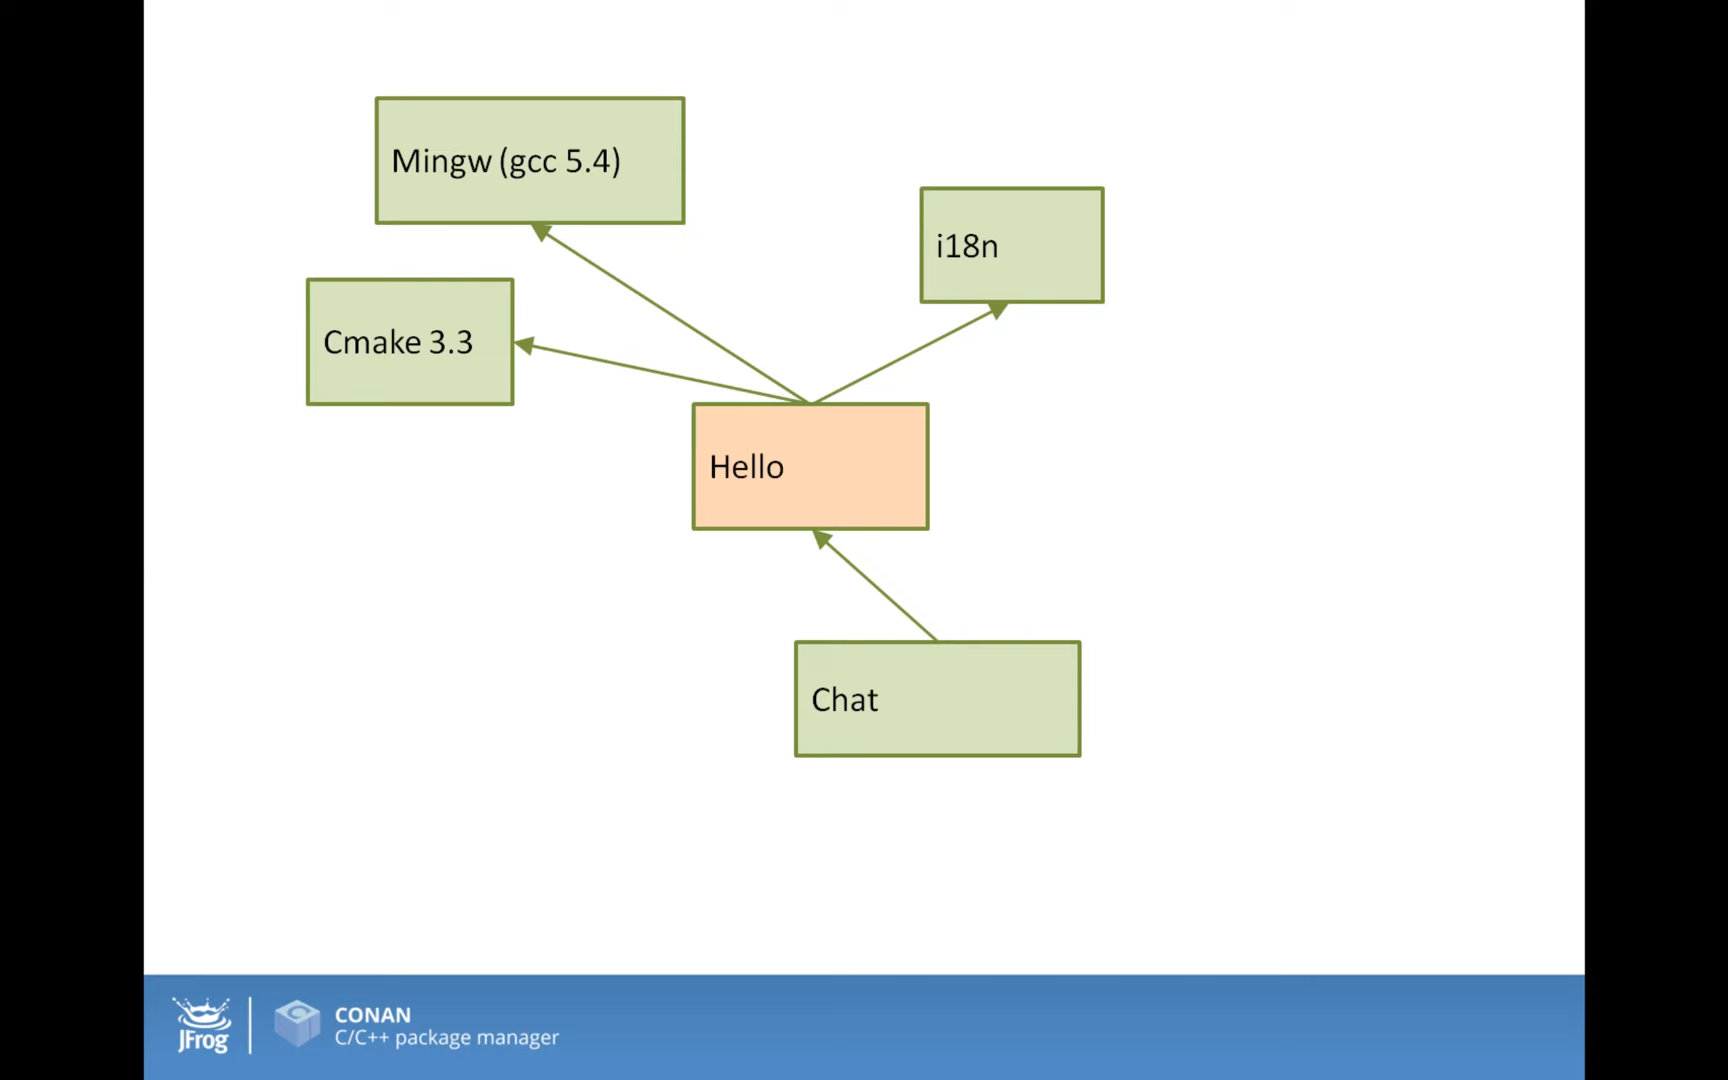 Mingw (gcc 5.4)
i18n
Cmake 3.3
Hello
Chat
JFrog
CONAN
C/C++ package manager